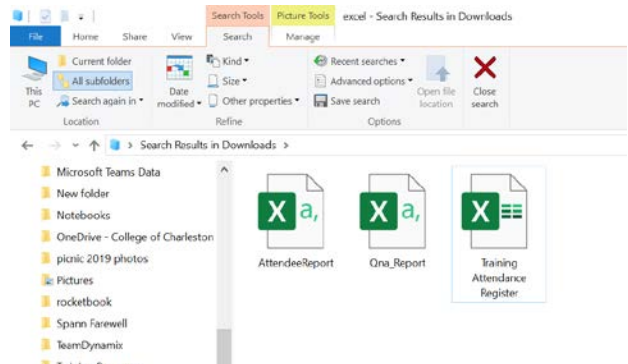 Search Tools Picture Tools excel - Search Results in Downloads
File Home Share View Search Manage
Current folder Kind Recent searches
All subfolders Size Advanced options
This PC Search again in Date modified Other properties Save search Open file location Close search
Location Refine Options
Search Results in Downloads
Microsoft Teams Data
New folder
Notebooks
OneDrive - College of Charleston
picnic 2019 photos
Pictures
rocketbook
Spann Farewell
TeamDynamix
X a,
X a,
X
AttendeeReport
Qna_Report
Training
Attendance
Register